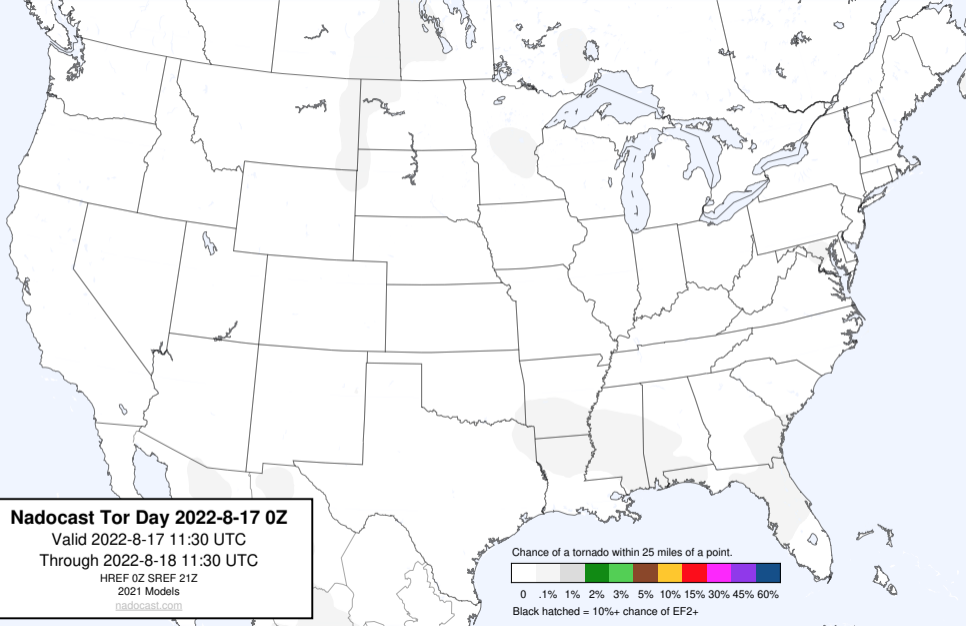 Nadocast Tor Day 2022-8-17 0Z
Valid 2022-8-17 11:30 UTC
Through 2022-8-18 11:30 UTC
HREF 0Z SREF 21Z
2021 Models
nadocast.com
Chance of a tornado within 25 miles of a point.
0 .1% 1% 2% 3% 5% 10% 15% 30% 45% 60%
Black hatched = 10%+ chance of EF2+